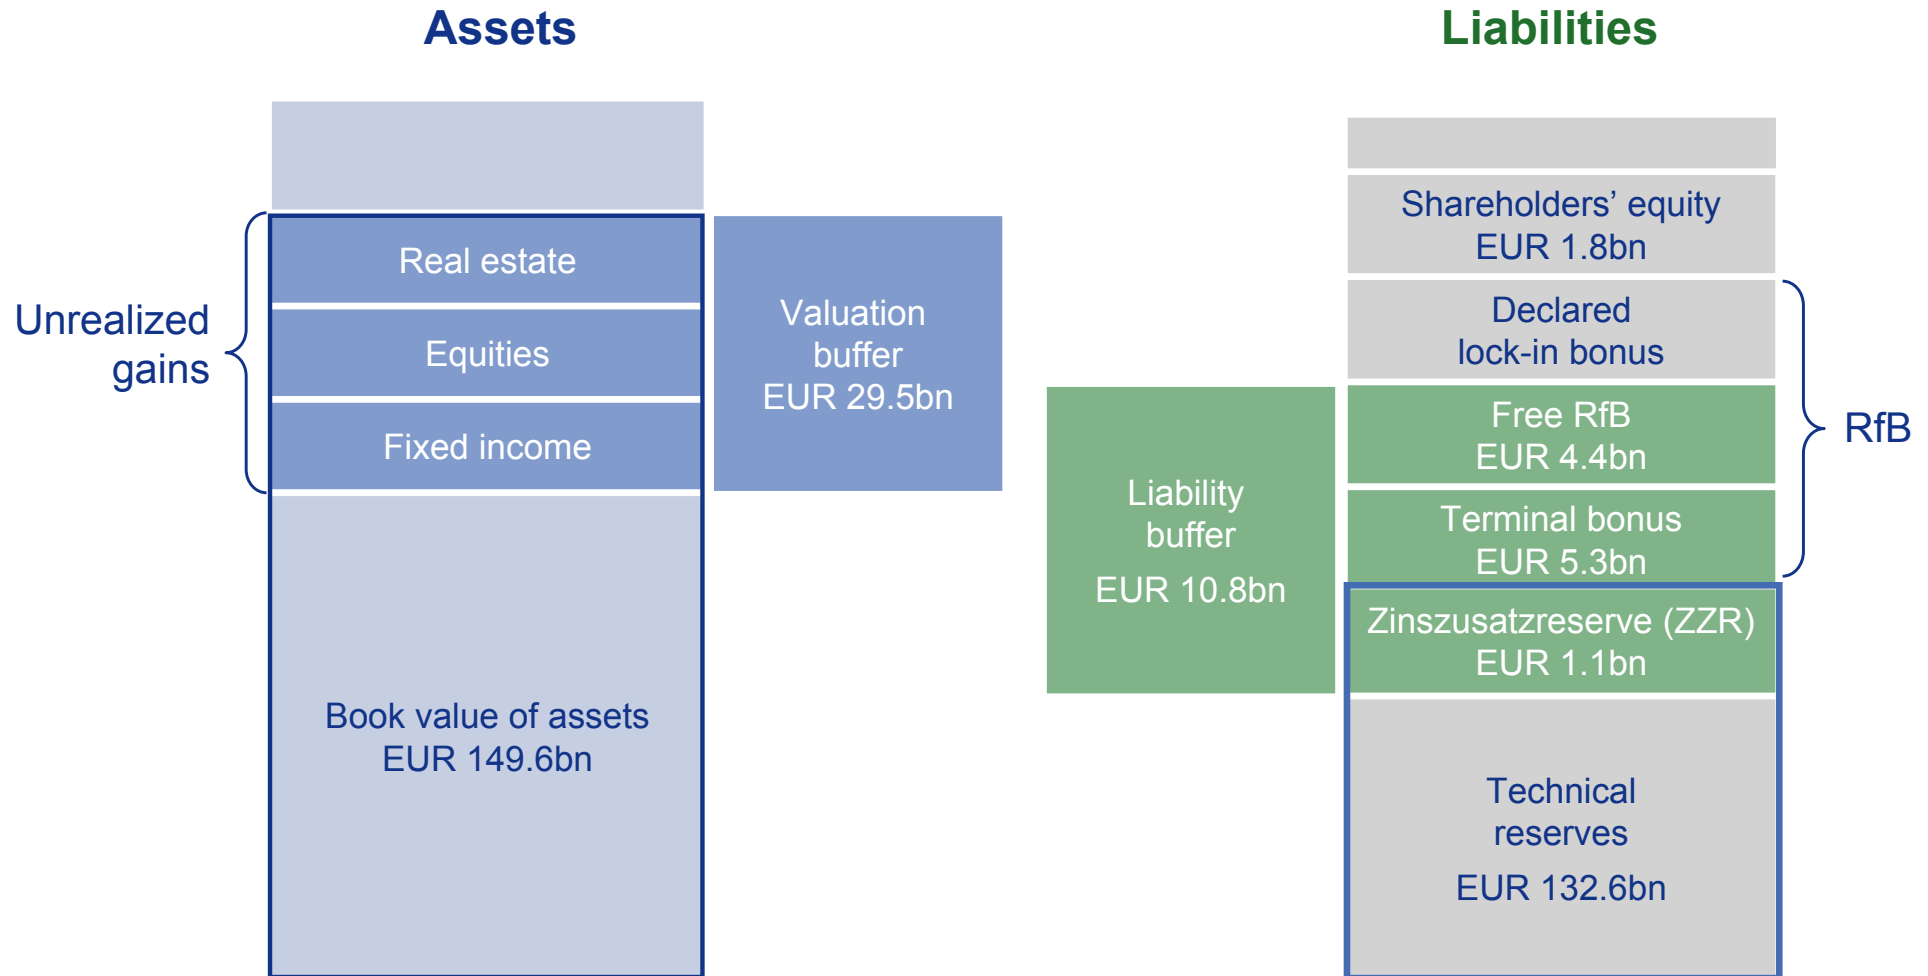 Assets
Liabilities
Unrealized
gains
Real estate
Equities
Fixed income
Book value of assets
EUR 149.6bn
Valuation
buffer
EUR 29.5bn
Liability
buffer
EUR 10.8bn
Shareholders’ equity
EUR 1.8bn
Declared
lock-in bonus
Free RfB
EUR 4.4bn
Terminal bonus
EUR 5.3bn
Zinszusatzreserve (ZZR)
EUR 1.1bn
Technical
reserves
EUR 132.6bn
RfB